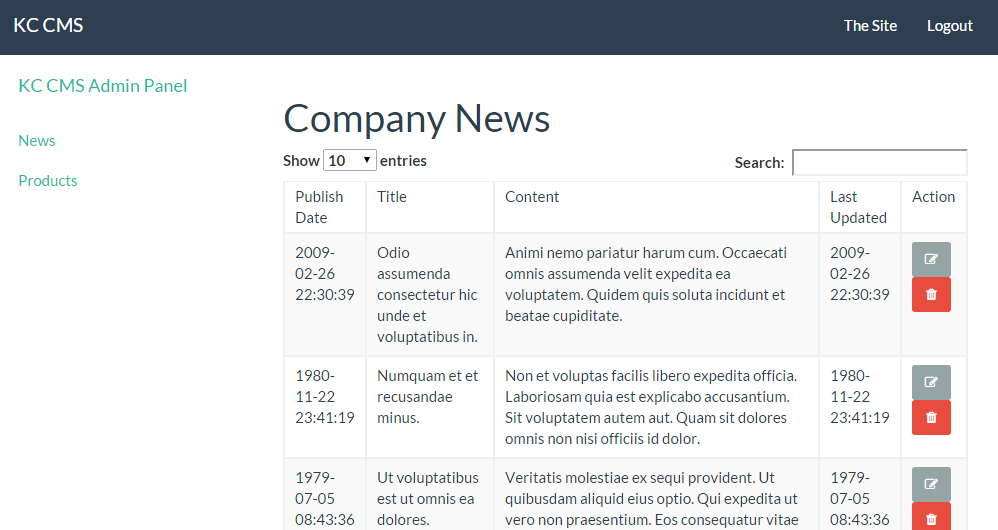 KC CMS
The Site
Logout
KC CMS Admin Panel
News
Products
Company News
Show 10 entries
Search:
Publish
Date
Title
Content
Last
Updated
Action
2009-
02-26
22:30:39
Odio
assumenda
consectetur hic
unde et
voluptatibus in.
Animi nemo pariatur harum cum. Occaecati
omnis assumenda velit expedita ea
voluptatem. Quidem quis soluta incidunt et
beatae cupiditate.
2009-
02-26
22:30:39
1980-
11-22
23:41:19
Numquam et et
recusandae
minus.
Non et voluptas facilis libero expedita officia.
Laboriosam quia est explicabo accusantium.
Sit voluptatem autem aut. Quam sit dolores
omnis non nisi officiis id dolor.
1980-
11-22
23:41:19
1979-
07-05
08:43:36
Ut voluptatibus
est ut omnis ea
dolores.
Veritatis molestiae ex sequi provident. Ut
quibusdam aliquid eius optio. Qui expedita ut
vero non praesentium. Eos consequatur vitae
1979-
07-05
08:43:36